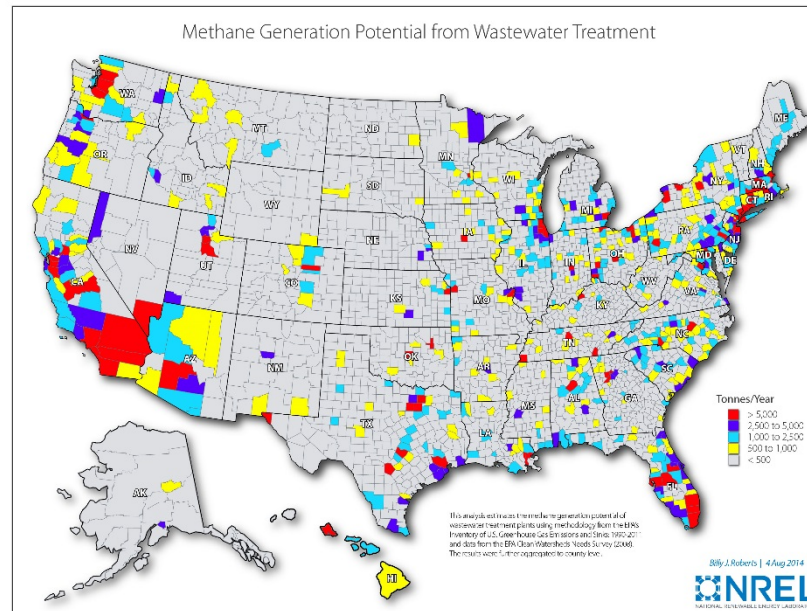 Methane Generation Potential from Wastewater Treatment
WA
OR
ID
VT
ND
MN
SD
WY
NE
NV
UT
CO
CA
AZ
NM
KS
OK
TX
IA
MO
AR
LA
WI
IL
MI
IN
OH
KY
TN
MS
AL
GA
FL
SC
NC
VA
WV
PA
NY
VT
NH
ME
MA
CT
RI
NJ
DE
MD
AK
HI
Tonnes/Year
> 5,000
2,500 to 5,000
1,000 to 2,500
500 to 1,000
< 500
This analysis estimates the methane generation potential of
wastewater treatment plants using methodology from the EPA's
Inventory of U.S. Greenhouse Gas Emissions and Sinks: 1990-2011
and data from the EPA Clean Watersheds Needs Survey (2008).
The results were further aggregated to county level.
Billy J. Roberts | 4 Aug 2014
NREL
NATIONAL RENEWABLE ENERGY LABORATORY